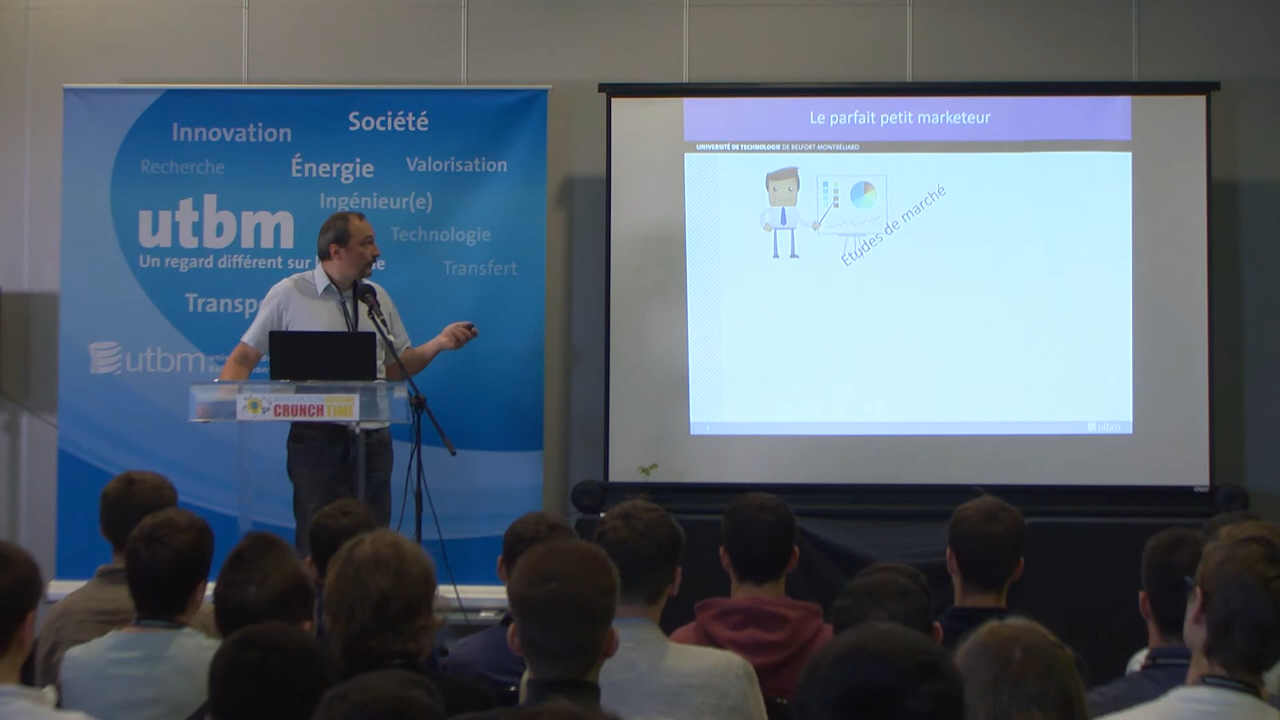 Société
Innovation
Recherche
Énergie
Valorisation
Ingénieur(e)
utbm
Technologie
Un regard différent sur
Transfert
utbm
INNOVATION
CRUNCH TIME
Le parfait petit marketeur
UNIVERSITÉ DE TECHNOLOGIE DE BELFORT-MONTBÉLIARD
Études de marché
utbm